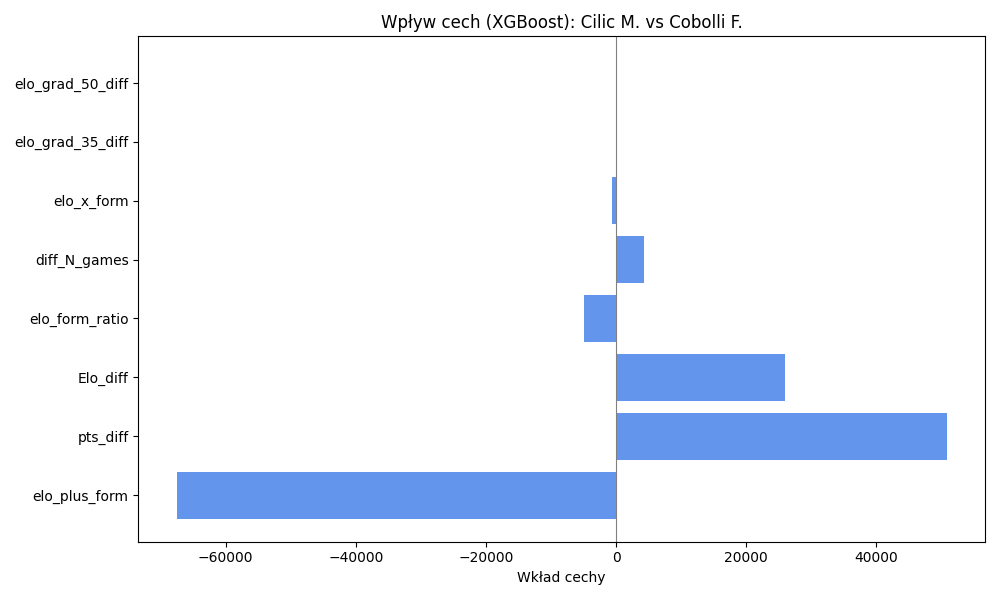 Wpływ cech (XGBoost): Cilic M. vs Cobolli F.
elo_grad_50_diff
elo_grad_35_diff
elo_x_form
diff_N_games
elo_form_ratio
Elo_diff
pts_diff
elo_plus_form
−60000 −40000 −20000 0 20000 40000
Wkład cechy